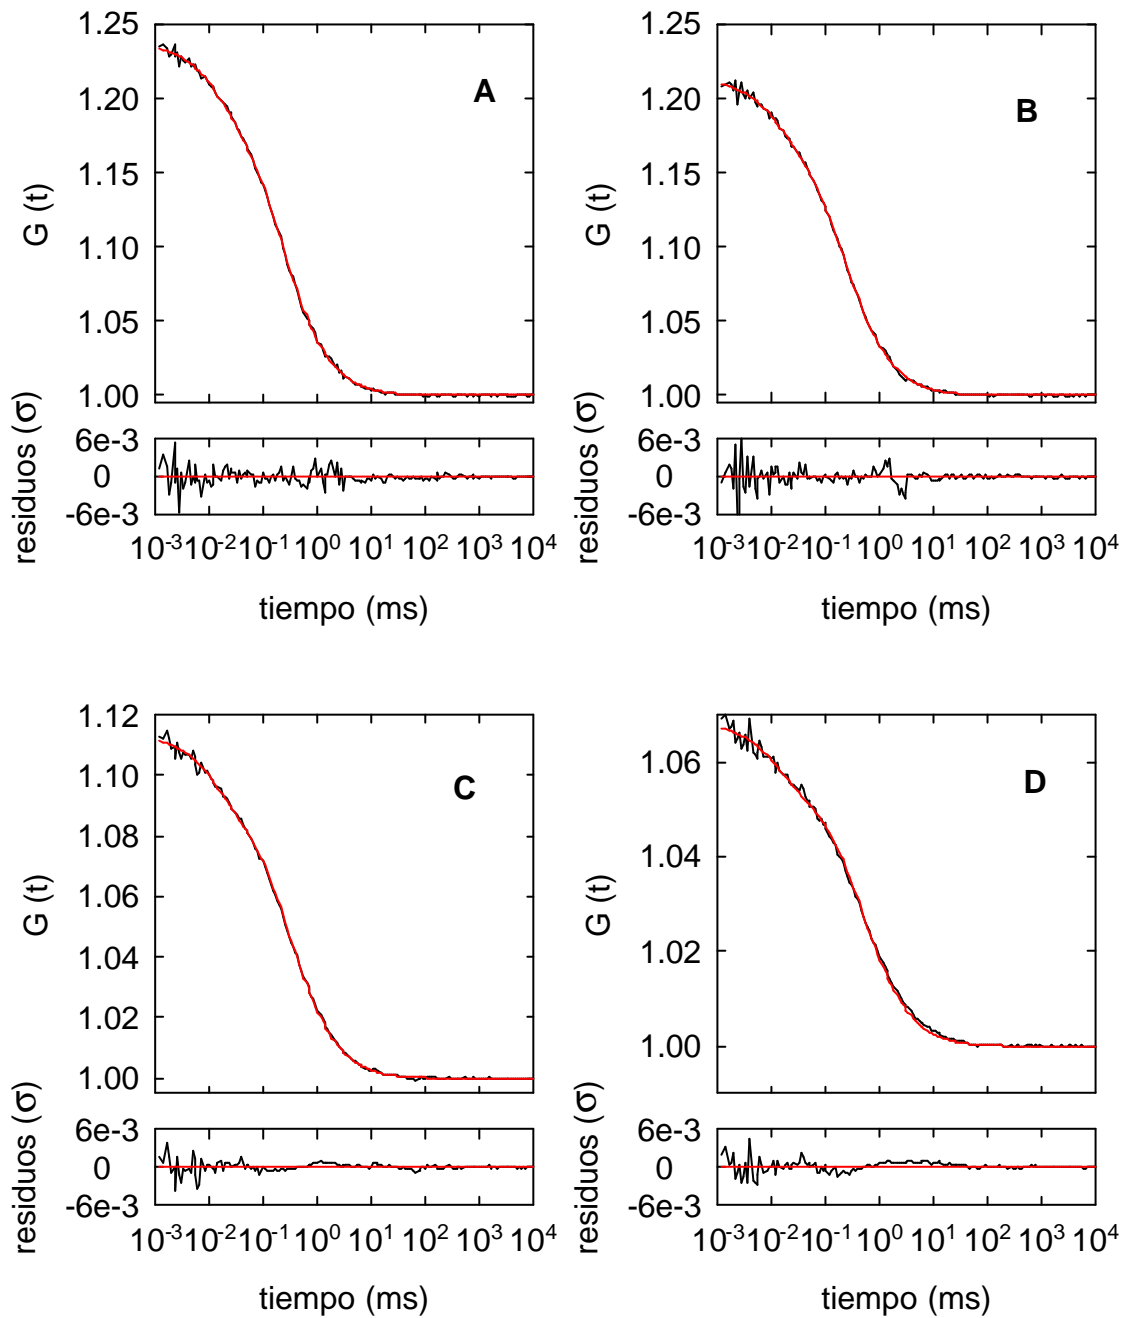 1.25
1.20
1.15
1.10
1.05
1.00
G (t)
A
6e-3
0
-6e-3
residuos (σ)
10-3 10-2 10-1 100 101 102 103 104
tiempo (ms)
1.25
1.20
1.15
1.10
1.05
1.00
G (t)
B
6e-3
0
-6e-3
residuos (σ)
10-3 10-2 10-1 100 101 102 103 104
tiempo (ms)
1.12
1.10
1.08
1.06
1.04
1.02
1.00
G (t)
C
6e-3
0
-6e-3
residuos (σ)
10-3 10-2 10-1 100 101 102 103 104
tiempo (ms)
1.06
1.04
1.02
1.00
G (t)
D
6e-3
0
-6e-3
residuos (σ)
10-3 10-2 10-1 100 101 102 103 104
tiempo (ms)